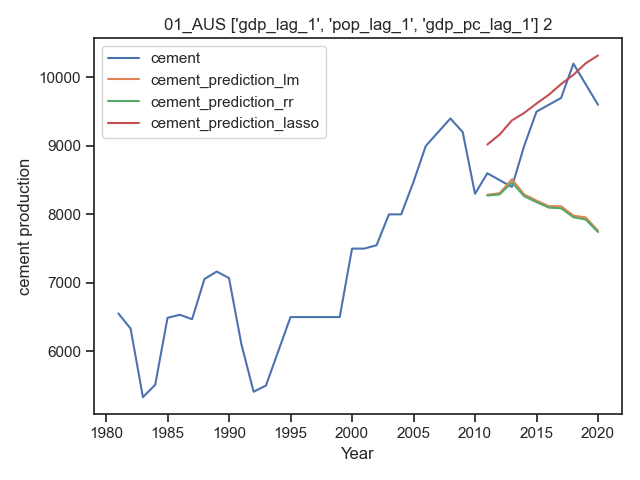 01_AUS ['gdp_lag_1', 'pop_lag_1', 'gdp_pc_lag_1'] 2
cement
cement_prediction_lm
cement_prediction_rr
cement_prediction_lasso
cement production
10000
9000
8000
7000
6000
1980
1985
1990
1995
2000
2005
2010
2015
2020
Year